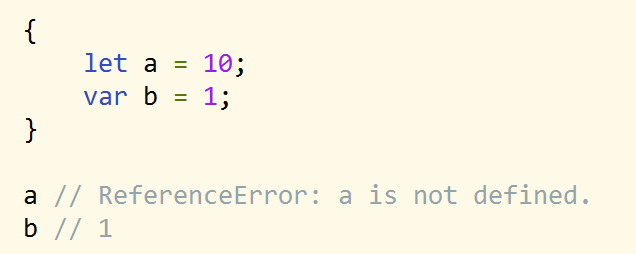 {
    let a = 10;
    var b = 1;
}

a // ReferenceError: a is not defined.
b // 1